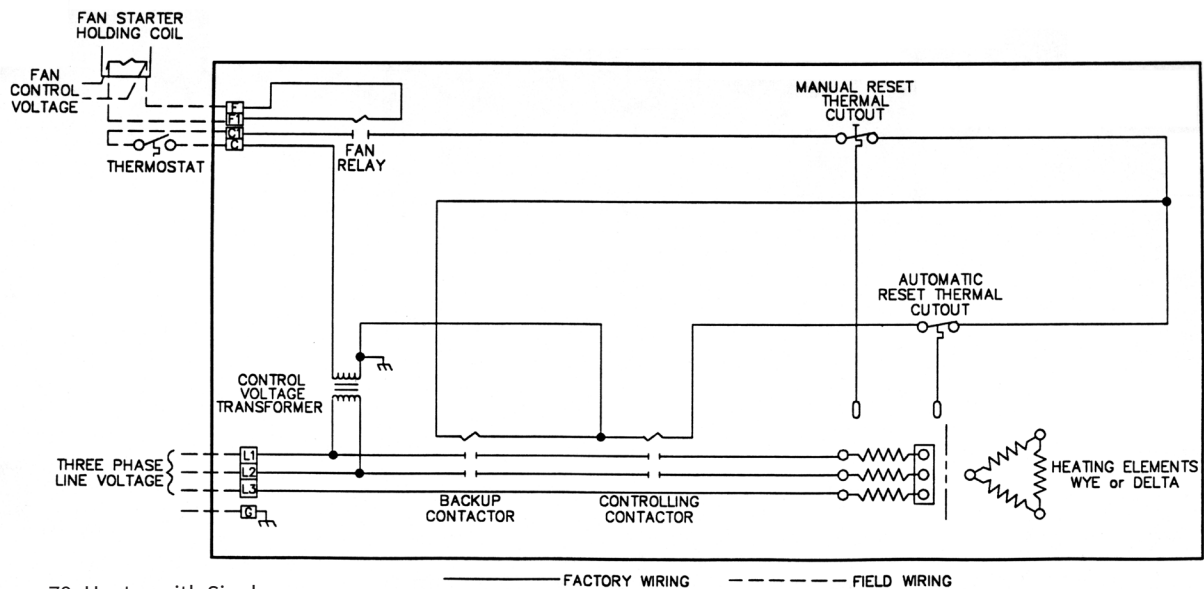 FAN STARTER
HOLDING COIL
FAN
CONTROL
VOLTAGE
F
F1
C1
C
THERMOSTAT
FAN
RELAY
MANUAL RESET
THERMAL
CUTOUT
AUTOMATIC
RESET THERMAL
CUTOUT
CONTROL
VOLTAGE
TRANSFORMER
THREE PHASE
LINE VOLTAGE
L1
L2
L3
G
BACKUP
CONTACTOR
CONTROLLING
CONTACTOR
HEATING ELEMENTS
WYE or DELTA
FACTORY WIRING
FIELD WIRING